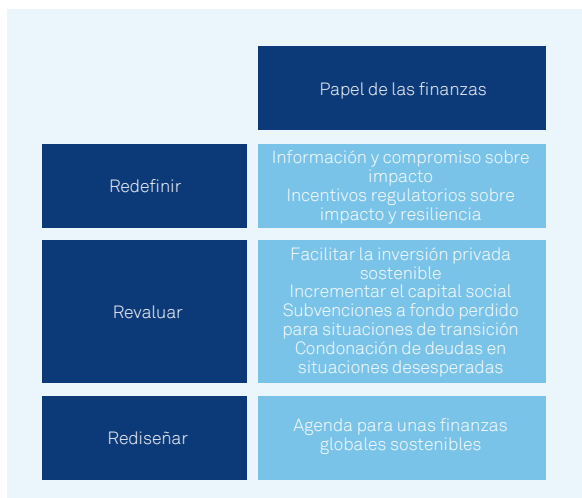 Papel de las finanzas
Redefinir
Información y compromiso sobre
impacto
Incentivos regulatorios sobre
impacto y resiliencia
Revaluar
Facilitar la inversión privada
sostenible
Incrementar el capital social
Subvenciones a fondo perdido
para situaciones de transición
Condonación de deudas en
situaciones desesperadas
Rediseñar
Agenda para unas finanzas
globales sostenibles